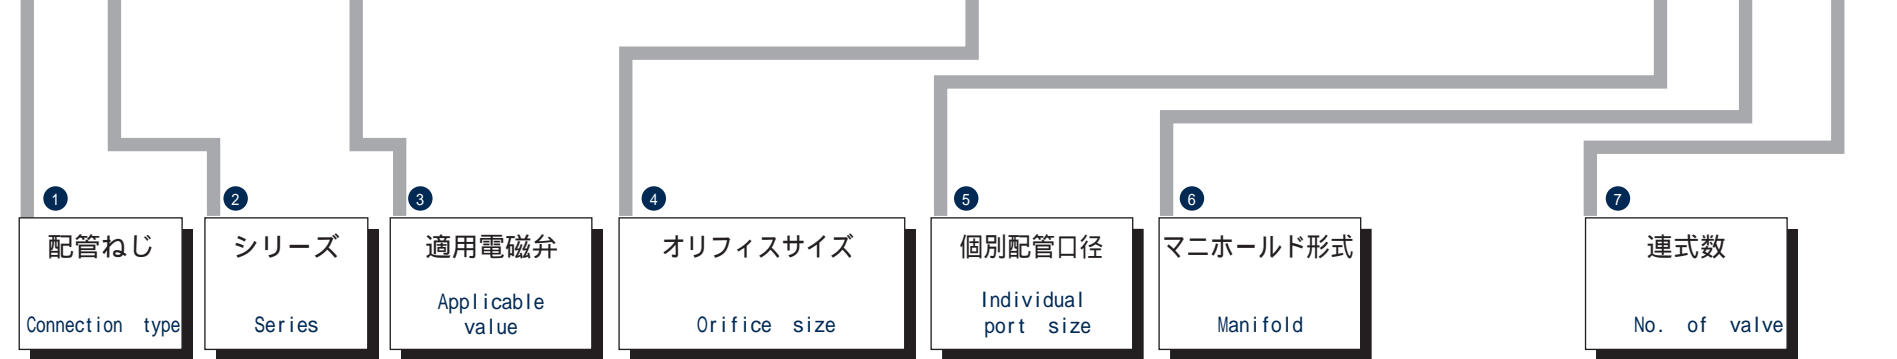 1
配管ねじ
Connection type
2
シリーズ
Series
3
適用電磁弁
Applicable
value
4
オリフィスサイズ
Orifice size
5
個別配管口径
Individual
port size
6
マニホールド形式
Manifold
7
連式数
No. of valve